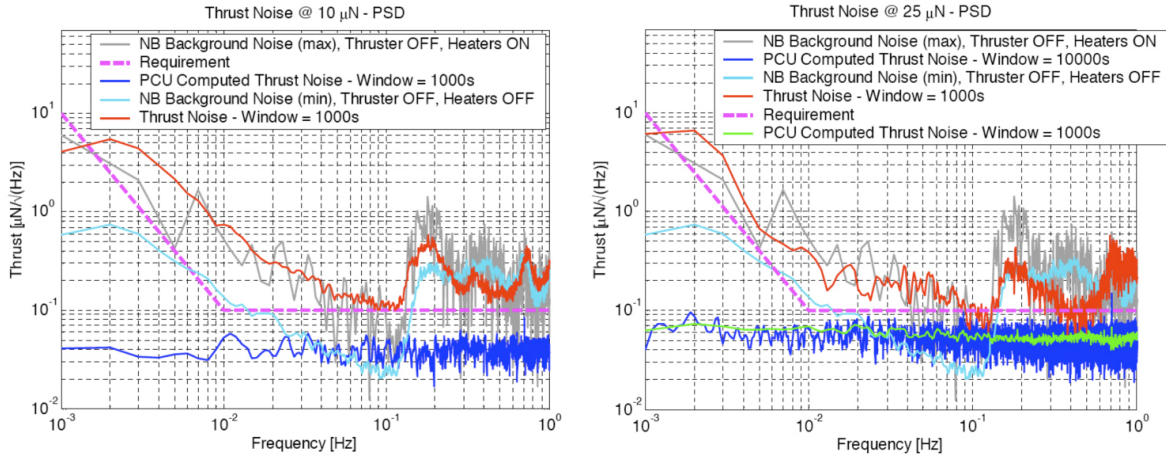 Thrust Noise @ 10 µN - PSD
NB Background Noise (max), Thruster OFF, Heaters ON
Requirement
PCU Computed Thrust Noise - Window = 1000s
NB Background Noise (min), Thruster OFF, Heaters OFF
Thrust Noise - Window = 1000s
Thrust [µN/√(Hz)]
10^1
10^0
10^-1
10^-2
10^-3
10^-2
10^-1
10^0
Frequency [Hz]
Thrust Noise @ 25 µN - PSD
NB Background Noise (max), Thruster OFF, Heaters ON
PCU Computed Thrust Noise - Window = 10000s
NB Background Noise (min), Thruster OFF, Heaters OFF
Thrust Noise - Window = 1000s
Requirement
PCU Computed Thrust Noise - Window = 1000s
Thrust [µN/√(Hz)]
10^1
10^0
10^-1
10^-2
10^-3
10^-2
10^-1
10^0
Frequency [Hz]